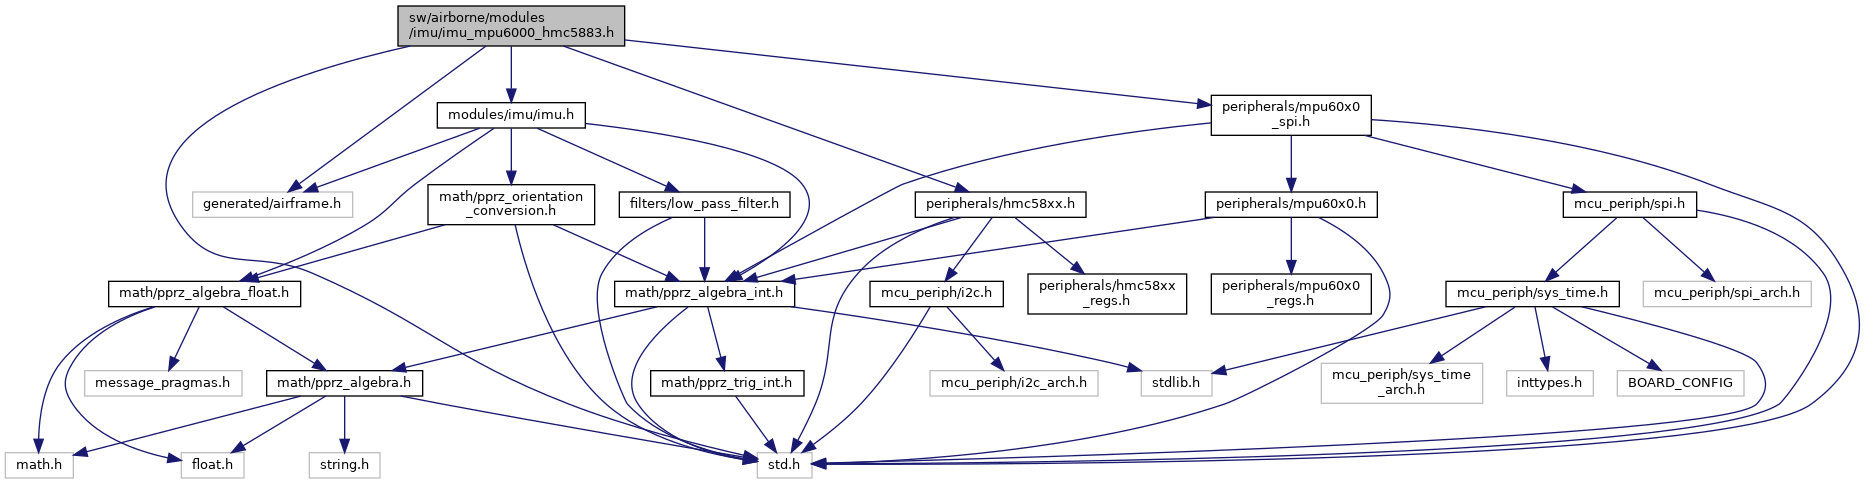 sw/airborne/modules
/imu/imu_mpu6000_hmc5883.h
modules/imu/imu.h
peripherals/mpu60x0
_spi.h
generated/airframe.h
math/pprz_orientation
_conversion.h
filters/low_pass_filter.h
peripherals/hmc58xx.h
peripherals/mpu60x0.h
mcu_periph/spi.h
math/pprz_algebra_float.h
math/pprz_algebra_int.h
mcu_periph/i2c.h
peripherals/hmc58xx
_regs.h
peripherals/mpu60x0
_regs.h
mcu_periph/sys_time.h
mcu_periph/spi_arch.h
message_pragmas.h
math/pprz_algebra.h
math/pprz_trig_int.h
mcu_periph/i2c_arch.h
stdlib.h
mcu_periph/sys_time
_arch.h
inttypes.h
BOARD_CONFIG
math.h
float.h
string.h
std.h